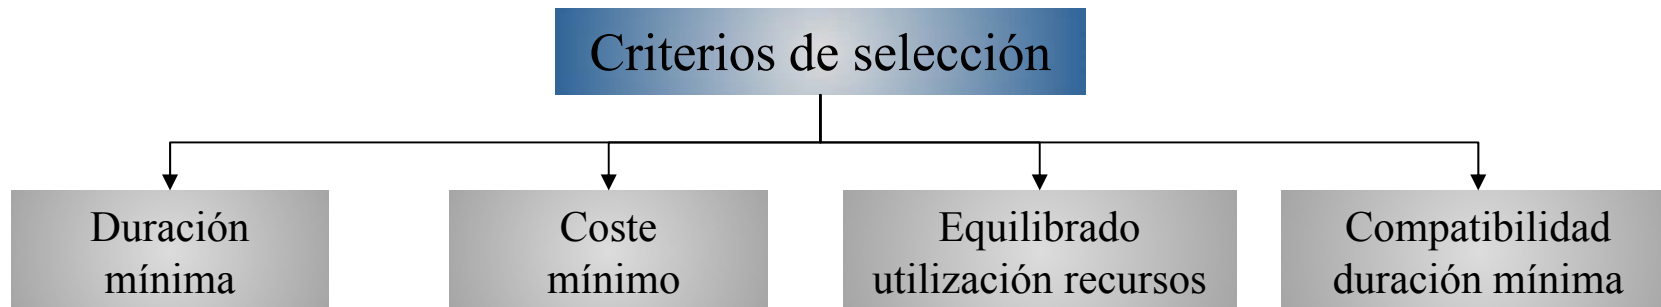 Criterios de selección
Duración
mínima
Coste
mínimo
Equilibrado
utilización recursos
Compatibilidad
duración mínima